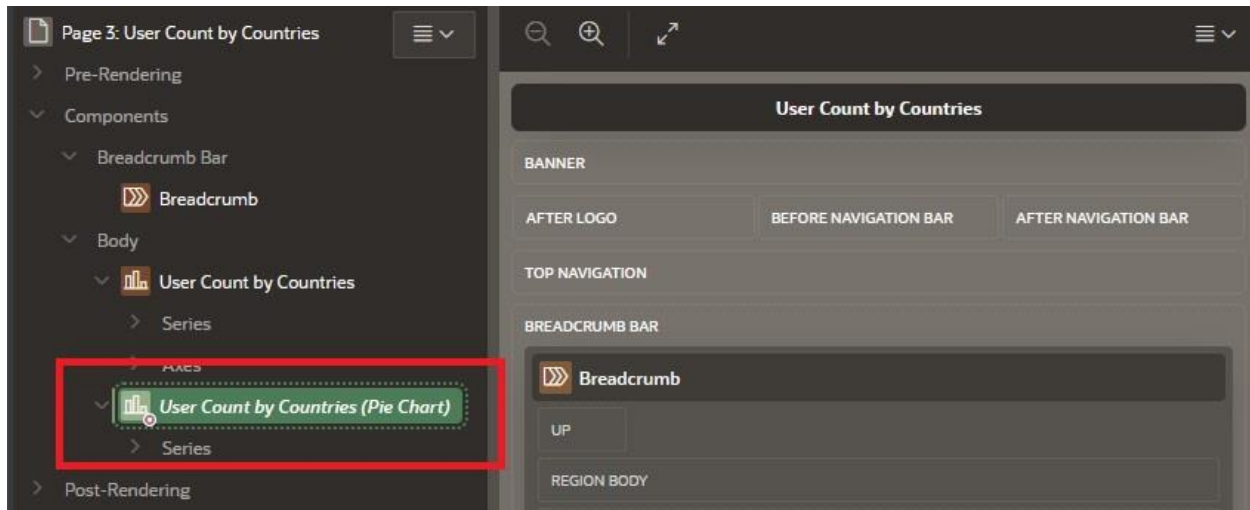 Page 3: User Count by Countries
Pre-Rendering
Components
Breadcrumb Bar
Breadcrumb
Body
User Count by Countries
Series
Axes
User Count by Countries (Pie Chart)
Series
Post-Rendering
User Count by Countries
BANNER
AFTER LOGO BEFORE NAVIGATION BAR AFTER NAVIGATION BAR
TOP NAVIGATION
BREADCRUMB BAR
Breadcrumb
UP
REGION BODY